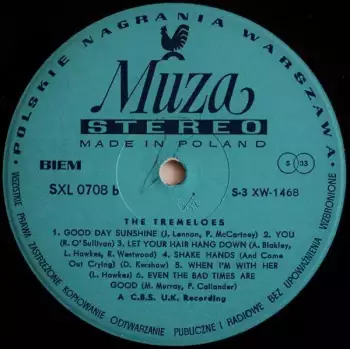 POLSKIE NAGRANIA WARSZAWA
Muza
STEREO
MADE IN POLAND
BIEM
S 33
SXL 0708 b
S-3 XW-1468
THE TREMELOES
1. GOOD DAY SUNSHINE (J. Lennon, P. McCartney) 2. YOU
(R. O'Sullivan) 3. LET YOUR HAIR HANG DOWN (A. Blakley,
L. Hawkes, R. Westwood) 4. SHAKE HANDS (And Come
Out Crying) (D. Kershaw) 5. WHEN I'M WITH HER
(L. Hawkes) 6. EVEN THE BAD TIMES ARE
GOOD (M. Murray, P. Callander)
A C.B.S. U.K. Recording
WSZELKIE PRAWA ZASTRZEŻONE KOPIOWANIE ODTWARZANIE PUBLICZNE I RADIOWE BEZ UPOWAŻNIENIA WZBRONIONE